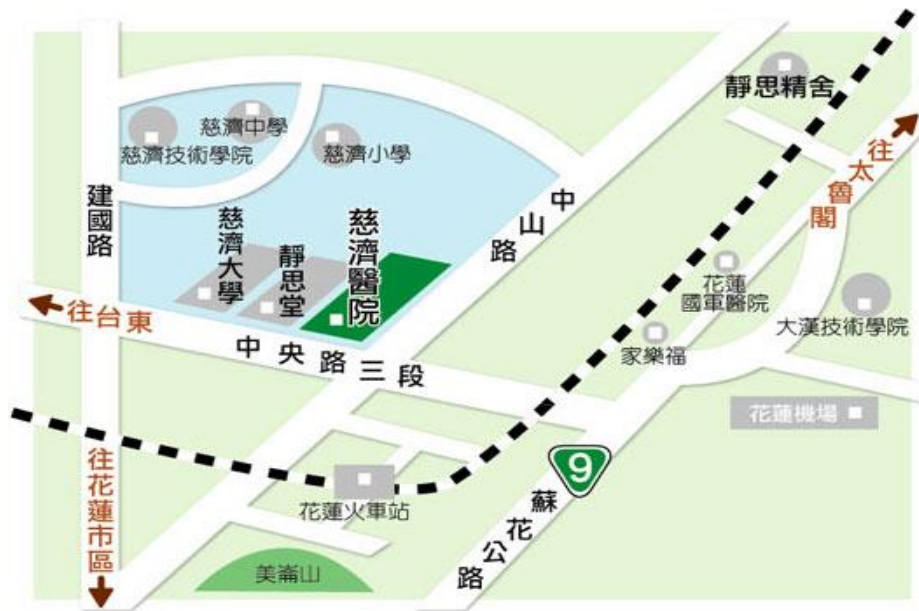 靜思精舍
往太魯閣
慈濟中學
慈濟技術學院
慈濟小學
建國路
中山路
慈濟大學
靜思堂
慈濟醫院
花蓮
國軍醫院
大漢技術學院
往台東
中央路三段
家樂福
花蓮機場
9
往花蓮市區
花蓮火車站
蘇花公路
美崙山